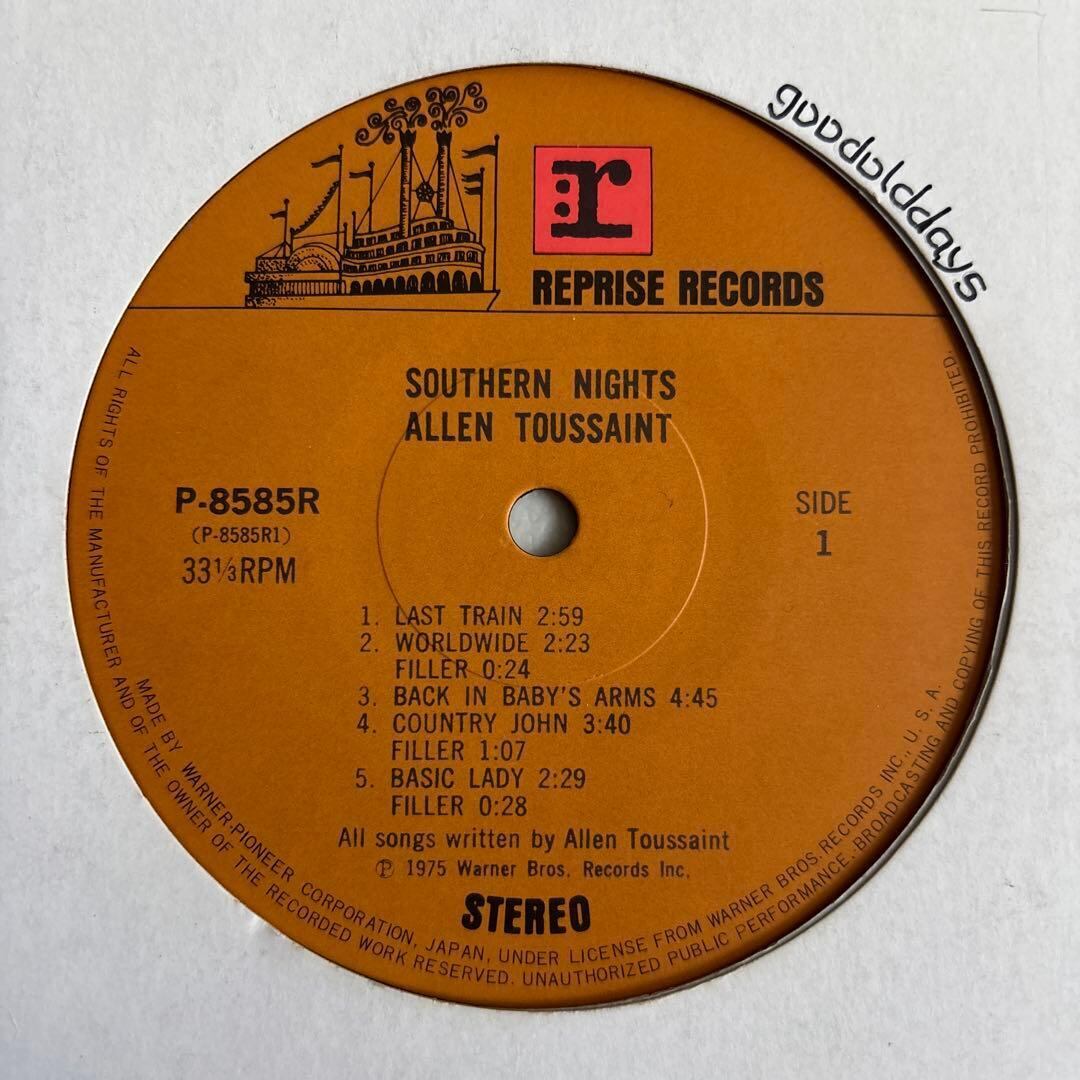 goodolddays
r
REPRISE RECORDS
SOUTHERN NIGHTS
ALLEN TOUSSAINT
P-8585R
(P-8585R1)
33⅓RPM
SIDE
1
1. LAST TRAIN 2:59
2. WORLDWIDE 2:23
FILLER 0:24
3. BACK IN BABY'S ARMS 4:45
4. COUNTRY JOHN 3:40
FILLER 1:07
5. BASIC LADY 2:29
FILLER 0:28
All songs written by Allen Toussaint
Ⓟ 1975 Warner Bros. Records Inc.
STEREO
MADE BY WARNER-PIONEER CORPORATION, JAPAN, UNDER LICENSE FROM WARNER BROS. RECORDS INC., U. S. A.
ALL RIGHTS OF THE MANUFACTURER AND OF THE OWNER OF THE RECORDED WORK RESERVED. UNAUTHORIZED PUBLIC PERFORMANCE. BROADCASTING AND COPYING OF THIS RECORD PROHIBITED.